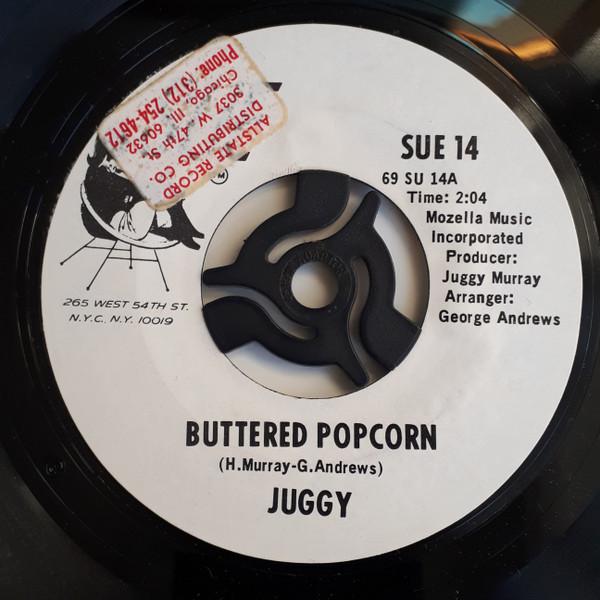 ALLSTATE RECORD
DISTRIBUTING CO.
5037 W. 47th St.
Chicago, Ill. 60632
Phone: (312) 254-4612
SUE 14
69 SU 14A
Time: 2:04
Mozella Music
Incorporated
Producer:
Juggy Murray
Arranger:
George Andrews
265 WEST 54TH ST.
N.Y.C. N.Y. 10019
BUTTERED POPCORN
(H.Murray-G.Andrews)
JUGGY